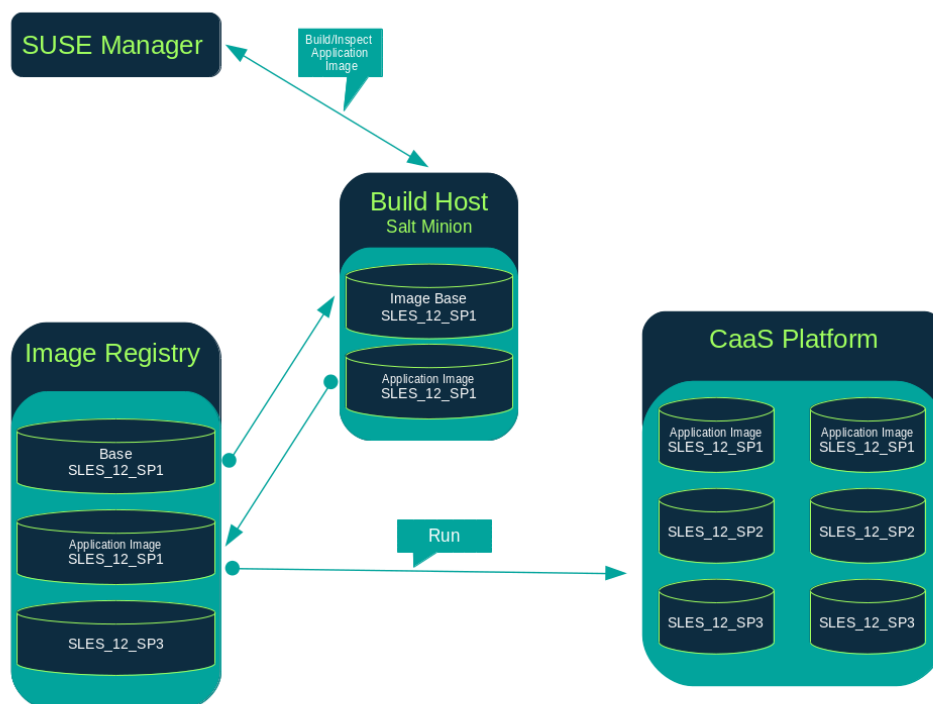 SUSE Manager
Build/Inspect
Application
Image
Build Host
Salt Minion
Image Base
SLES_12_SP1
Application Image
SLES_12_SP1
Image Registry
Base
SLES_12_SP1
Application Image
SLES_12_SP1
SLES_12_SP3
Run
CaaS Platform
Application Image
SLES_12_SP1
Application Image
SLES_12_SP1
SLES_12_SP2
SLES_12_SP2
SLES_12_SP3
SLES_12_SP3